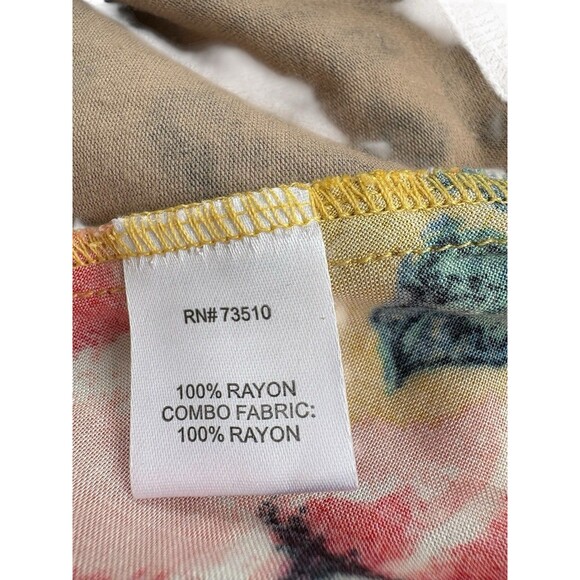 RN# 73510
100% RAYON
COMBO FABRIC:
100% RAYON